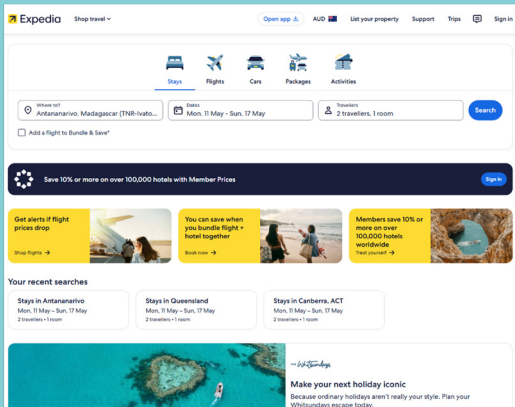 Expedia
Shop travel
Open app
AUD
List your property
Support
Trips
Sign in
Stays
Flights
Cars
Packages
Activities
Where to?
Antananarivo, Madagascar (TNR-Ivato...
Dates
Mon, 11 May - Sun, 17 May
Travellers
2 travellers, 1 room
Search
Add a flight to Bundle & Save*
Save 10% or more on over 100,000 hotels with Member Prices
Sign in
Get alerts if flight
prices drop
Shop flights
You can save when
you bundle flight +
hotel together
Book now
Members save 10% or
more on over
100,000 hotels
worldwide
Treat yourself
Your recent searches
Stays in Antananarivo
Mon, 11 May – Sun, 17 May
2 travellers • 1 room
Stays in Queensland
Mon, 11 May – Sun, 17 May
2 travellers • 1 room
Stays in Canberra, ACT
Mon, 11 May – Sun, 17 May
2 travellers • 1 room
Whitsundays
Make your next holiday iconic
Because ordinary holidays aren't really your style. Plan your
Whitsundays escape today.